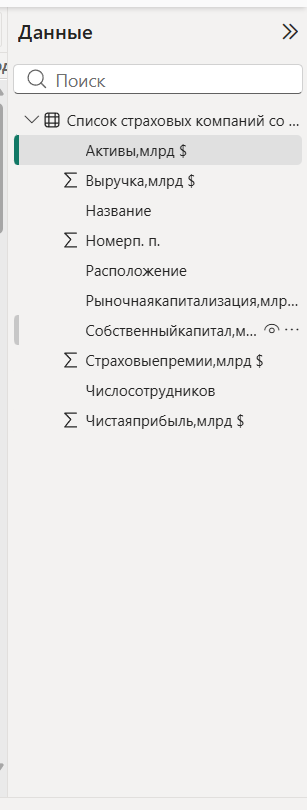 Данные
Поиск
Список страховых компаний со ...
Активы,млрд $
Выручка,млрд $
Название
Номерп. п.
Расположение
Рыночнаякапитализация,млр...
Собственныйкапитал,м...
Страховыепремии,млрд $
Числосотрудников
Чистаяприбыль,млрд $